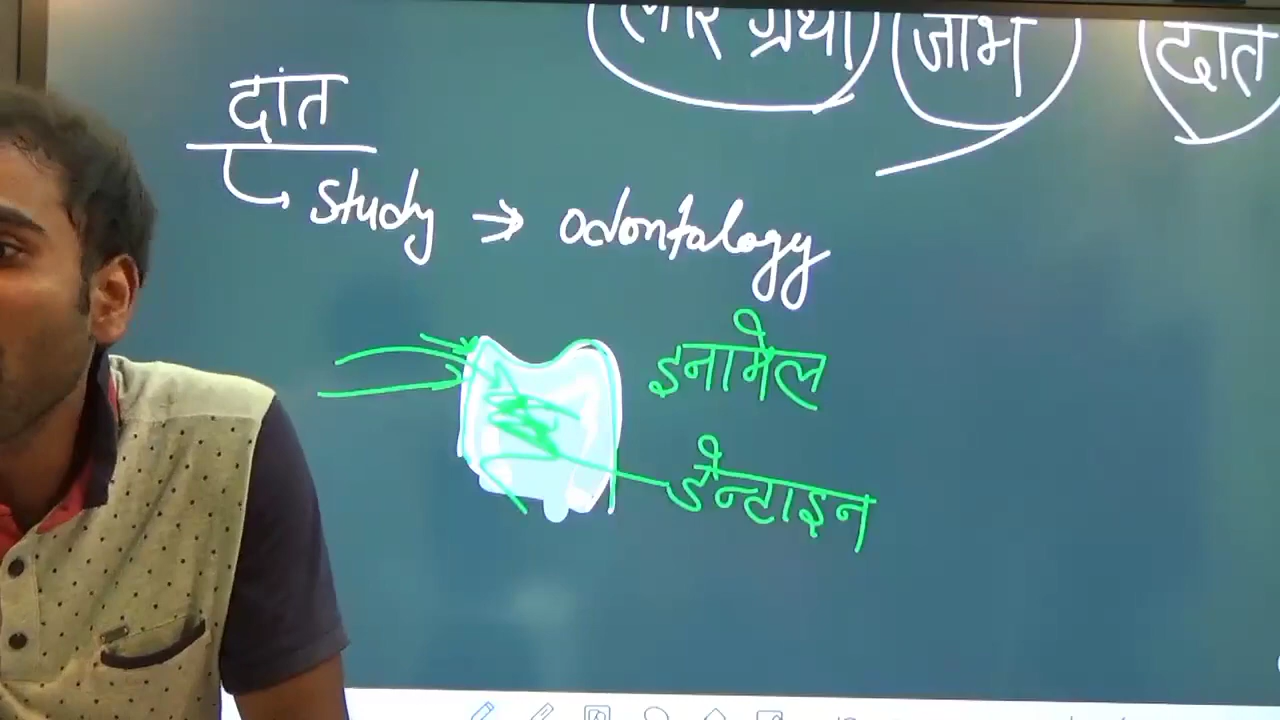 लार ग्रंथी जीभ दांत
दांत
study → odontalogy
इनामेल
डेन्टाइन